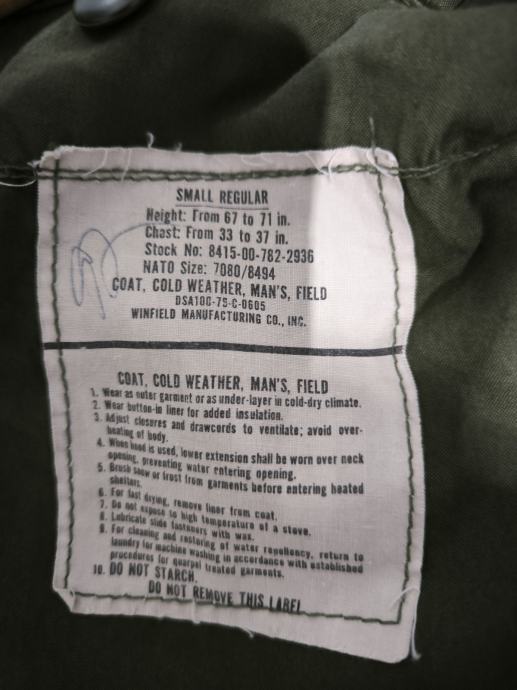 SMALL REGULAR
Height: From 67 to 71 in.
Chest: From 33 to 37 in.
Stock No: 8415-00-782-2936
NATO Size: 7080/8494
COAT, COLD WEATHER, MAN'S, FIELD
DSA100-75-C-0605
WINFIELD MANUFACTURING CO., INC.
COAT, COLD WEATHER, MAN'S, FIELD
1. Wear as outer garment or as under-layer in cold-dry climate.
2. Wear button-in liner for added insulation.
3. Adjust closures and drawcords to ventilate; avoid over-
heating of body.
4. When hood is used, lower extension shall be worn over neck
opening, preventing water entering opening.
5. Brush snow or frost from garments before entering heated
shelters.
6. For fast drying, remove liner from coat.
7. Do not expose to high temperature of a stove.
8. Lubricate slide fasteners with wax.
9. For cleaning and restoring of water repellency, return to
laundry for machine washing in accordance with established
procedures for quarpel treated garments.
10. DO NOT STARCH.
DO NOT REMOVE THIS LABEL